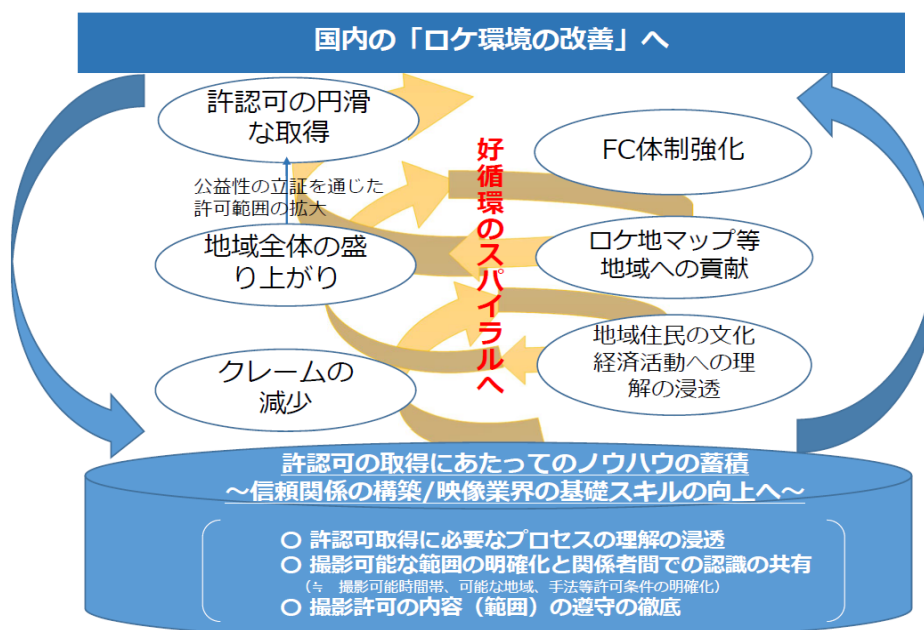 国内の「ロケ環境の改善」へ
許認可の円滑
な取得
FC体制強化
公益性の立証を通じた
許可範囲の拡大
好循環のスパイラルへ
地域全体の盛
り上がり
ロケ地マップ等
地域への貢献
クレームの
減少
地域住民の文化
経済活動への理
解の浸透
許認可の取得にあたってのノウハウの蓄積
～信頼関係の構築/映像業界の基礎スキルの向上へ～
〇 許認可取得に必要なプロセスの理解の浸透
〇 撮影可能な範囲の明確化と関係者間での認識の共有
（≒ 撮影可能時間帯、可能な地域、手法等許可条件の明確化）
〇 撮影許可の内容（範囲）の遵守の徹底